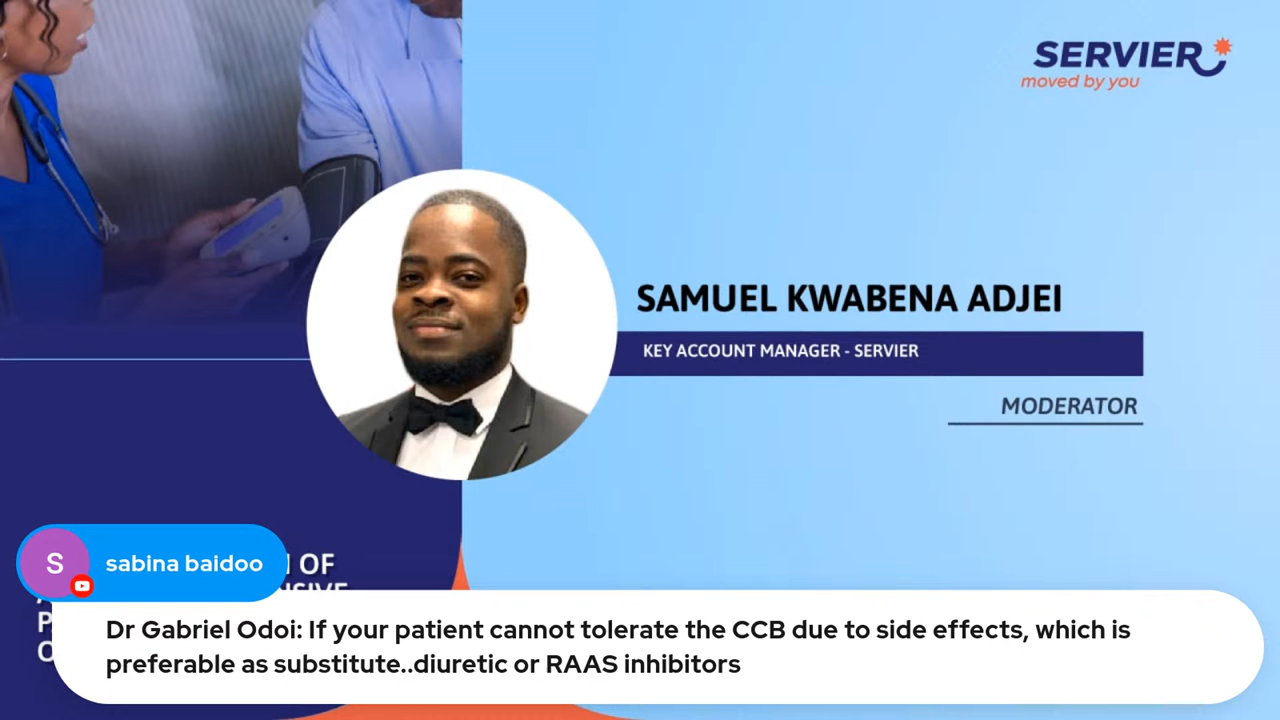 SERVIER
moved by you
SAMUEL KWABENA ADJEI
KEY ACCOUNT MANAGER - SERVIER
MODERATOR
OF
S
sabina baidoo
Dr Gabriel Odoi: If your patient cannot tolerate the CCB due to side effects, which is
preferable as substitute..diuretic or RAAS inhibitors